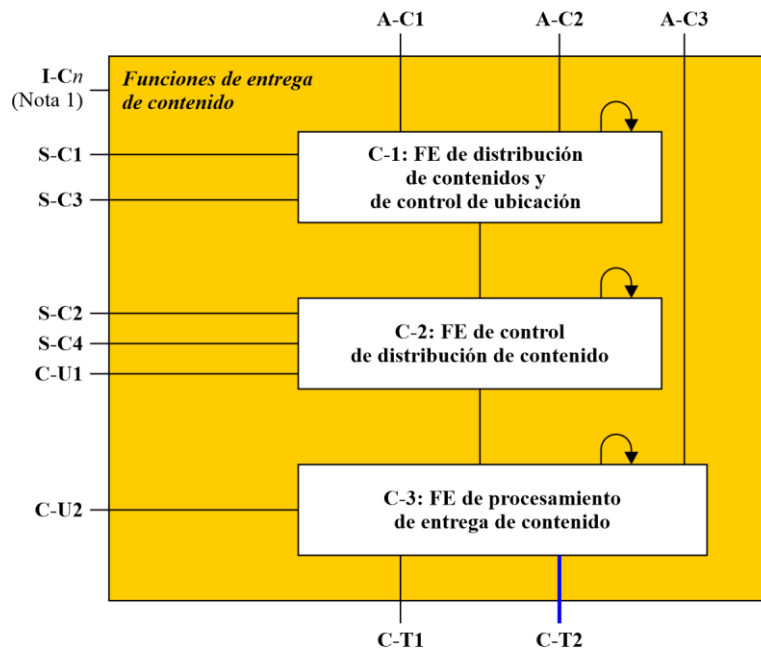 A-C1
A-C2
A-C3
I-Cn
(Nota 1)
Funciones de entrega
de contenido
S-C1
S-C3
C-1: FE de distribución
de contenidos y
de control de ubicación
S-C2
S-C4
C-U1
C-2: FE de control
de distribución de contenido
C-U2
C-3: FE de procesamiento
de entrega de contenido
C-T1
C-T2